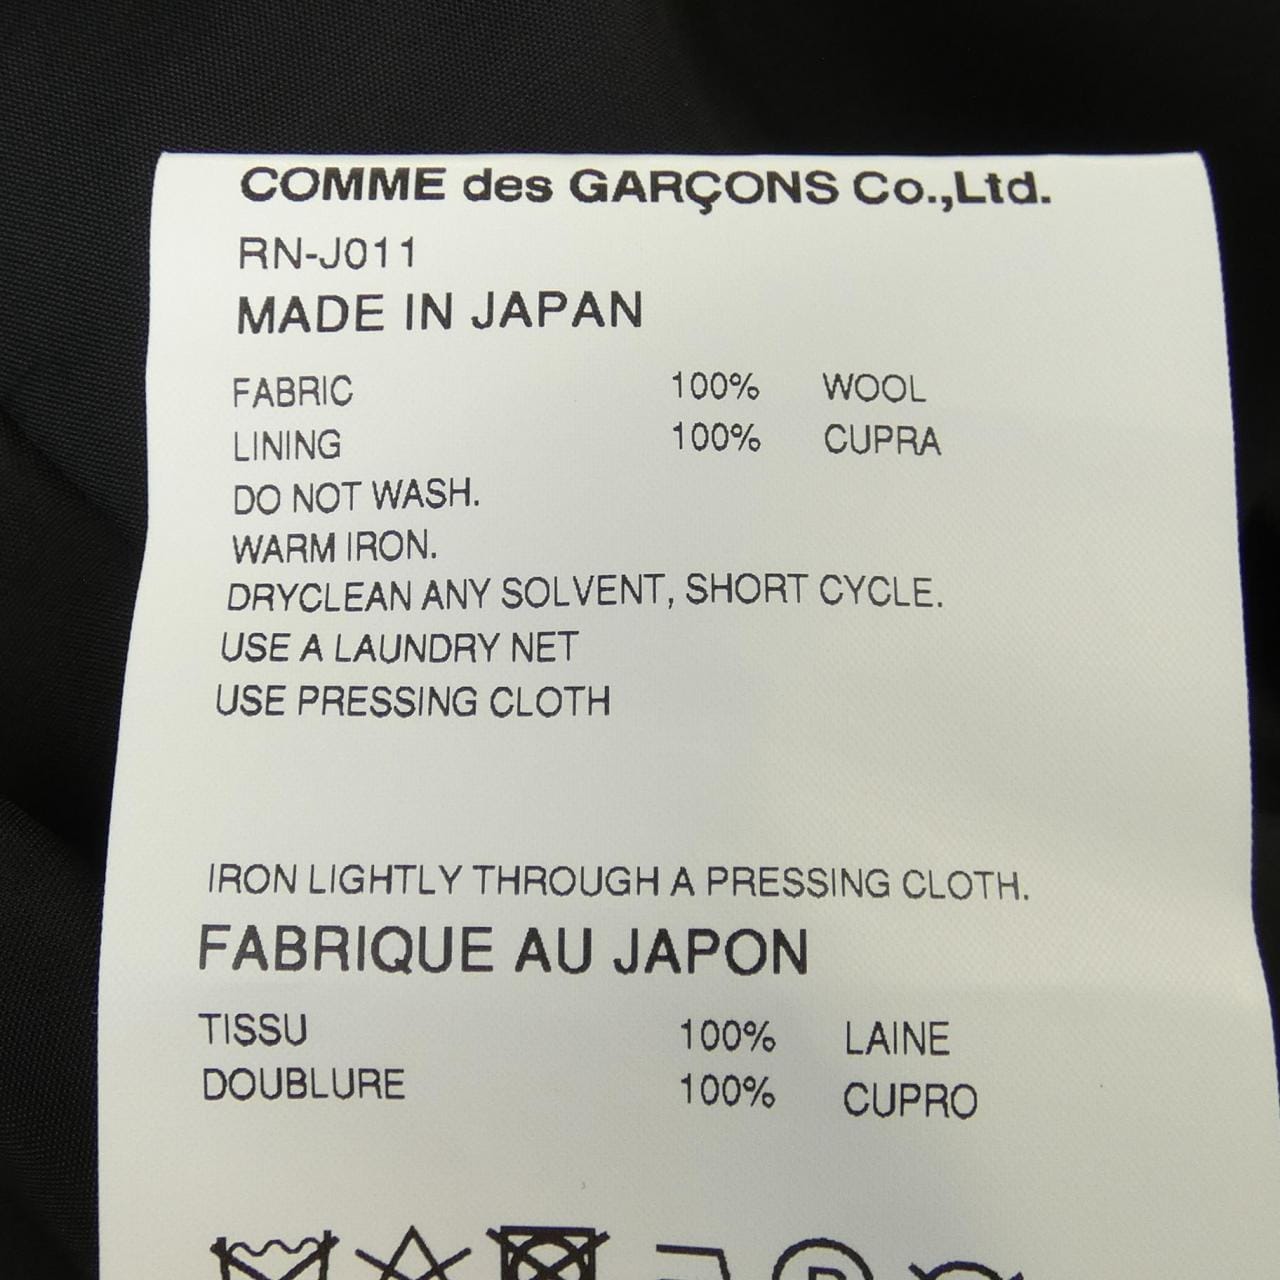 COMME des GARÇONS Co.,Ltd.
RN-J011
MADE IN JAPAN
FABRIC 100% WOOL
LINING 100% CUPRA
DO NOT WASH.
WARM IRON.
DRYCLEAN ANY SOLVENT, SHORT CYCLE.
USE A LAUNDRY NET
USE PRESSING CLOTH
IRON LIGHTLY THROUGH A PRESSING CLOTH.
FABRIQUE AU JAPON
TISSU 100% LAINE
DOUBLURE 100% CUPRO
P